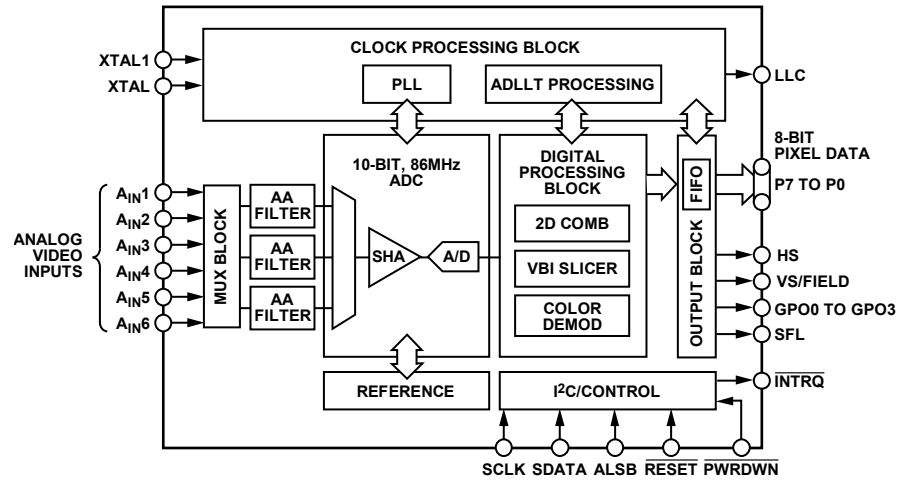 XTAL1
XTAL
CLOCK PROCESSING BLOCK
PLL
ADLLT PROCESSING
LLC
ANALOG
VIDEO
INPUTS
AIN1
AIN2
AIN3
AIN4
AIN5
AIN6
MUX BLOCK
AA
FILTER
AA
FILTER
AA
FILTER
10-BIT, 86MHz
ADC
SHA
A/D
REFERENCE
DIGITAL
PROCESSING
BLOCK
2D COMB
VBI SLICER
COLOR
DEMOD
FIFO
OUTPUT BLOCK
8-BIT
PIXEL DATA
P7 TO P0
HS
VS/FIELD
GPO0 TO GPO3
SFL
I2C/CONTROL
INTRQ
SCLK
SDATA
ALSB
RESET
PWRDWN